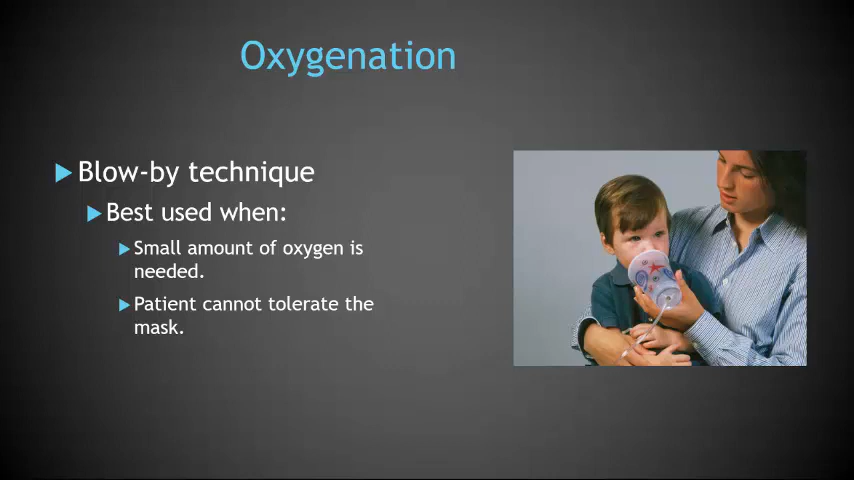 Oxygenation
Blow-by technique
Best used when:
Small amount of oxygen is
needed.
Patient cannot tolerate the
mask.